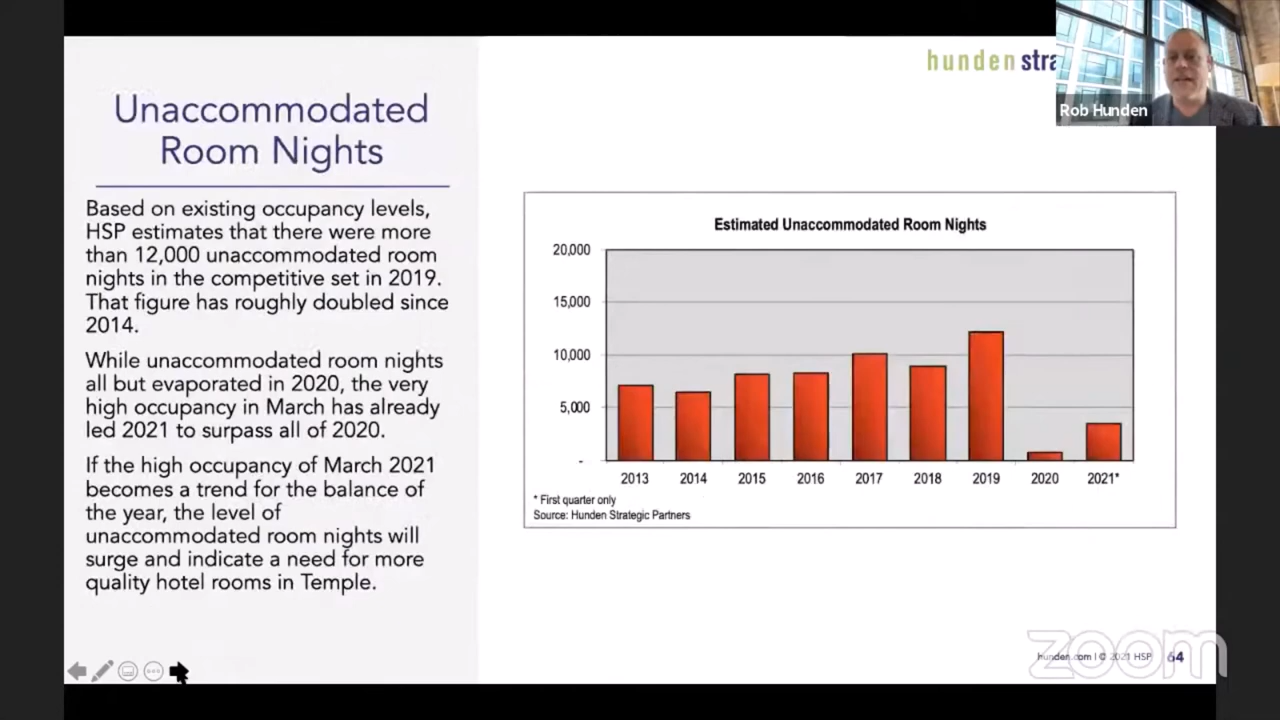 hunden stra
Rob Hunden
Unaccommodated
Room Nights
Based on existing occupancy levels,
HSP estimates that there were more
than 12,000 unaccommodated room
nights in the competitive set in 2019.
That figure has roughly doubled since
2014.
While unaccommodated room nights
all but evaporated in 2020, the very
high occupancy in March has already
led 2021 to surpass all of 2020.
If the high occupancy of March 2021
becomes a trend for the balance of
the year, the level of
unaccommodated room nights will
surge and indicate a need for more
quality hotel rooms in Temple.
Estimated Unaccommodated Room Nights
20,000
15,000
10,000
5,000
-
2013 2014 2015 2016 2017 2018 2019 2020 2021*
* First quarter only
Source: Hunden Strategic Partners
zoom
hunden.com | © 2021 HSP 64